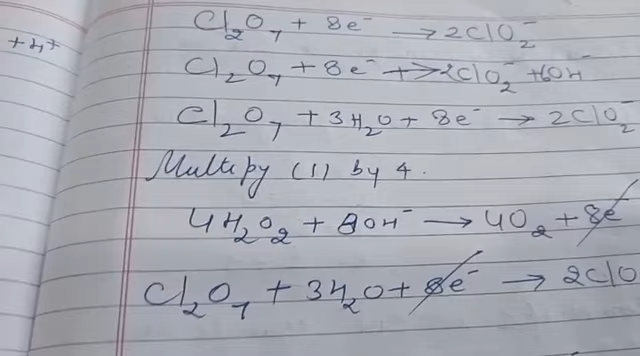 Cl₂O₇ + 8e⁻ → 2ClO₂⁻
Cl₂O₇ + 8e⁻ +→ 2ClO₂⁻ + 6OH⁻
Cl₂O₇ + 3H₂O + 8e⁻ → 2ClO₂⁻
Multipy (1) by 4.
4H₂O₂ + 8OH⁻ → 4O₂ + 8e⁻
Cl₂O₇ + 3H₂O + 8e⁻ → 2ClO